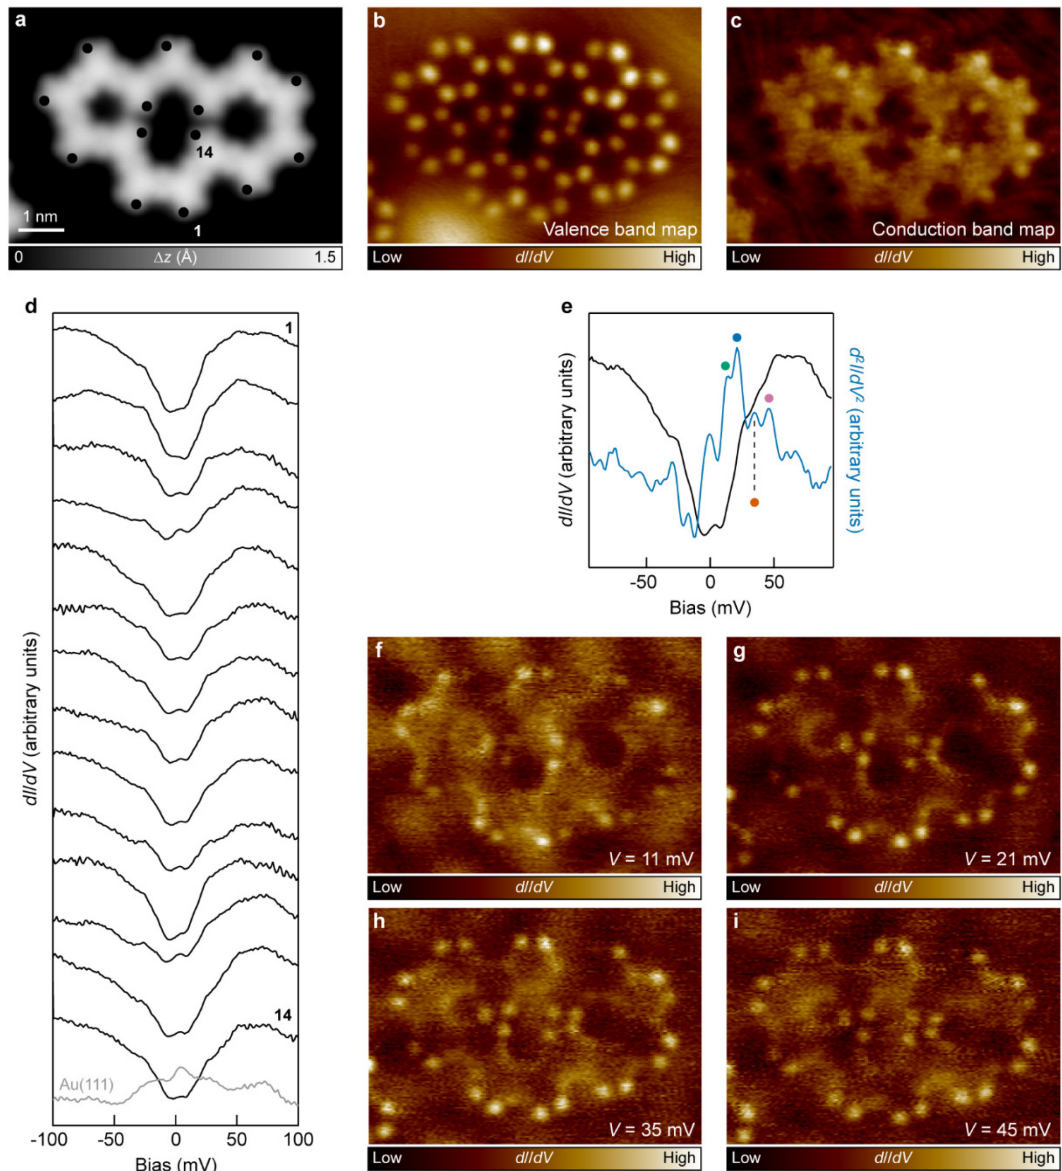 a
14
1
1 nm
0
Δz (Å)
1.5
b
Valence band map
Low
dI/dV
High
c
Conduction band map
Low
dI/dV
High
d
1
14
Au(111)
dI/dV (arbitrary units)
-100
-50
0
50
100
Bias (mV)
e
dI/dV (arbitrary units)
d²I/dV² (arbitrary units)
-50
0
50
Bias (mV)
f
V = 11 mV
Low
dI/dV
High
g
V = 21 mV
Low
dI/dV
High
h
V = 35 mV
Low
dI/dV
High
i
V = 45 mV
Low
dI/dV
High